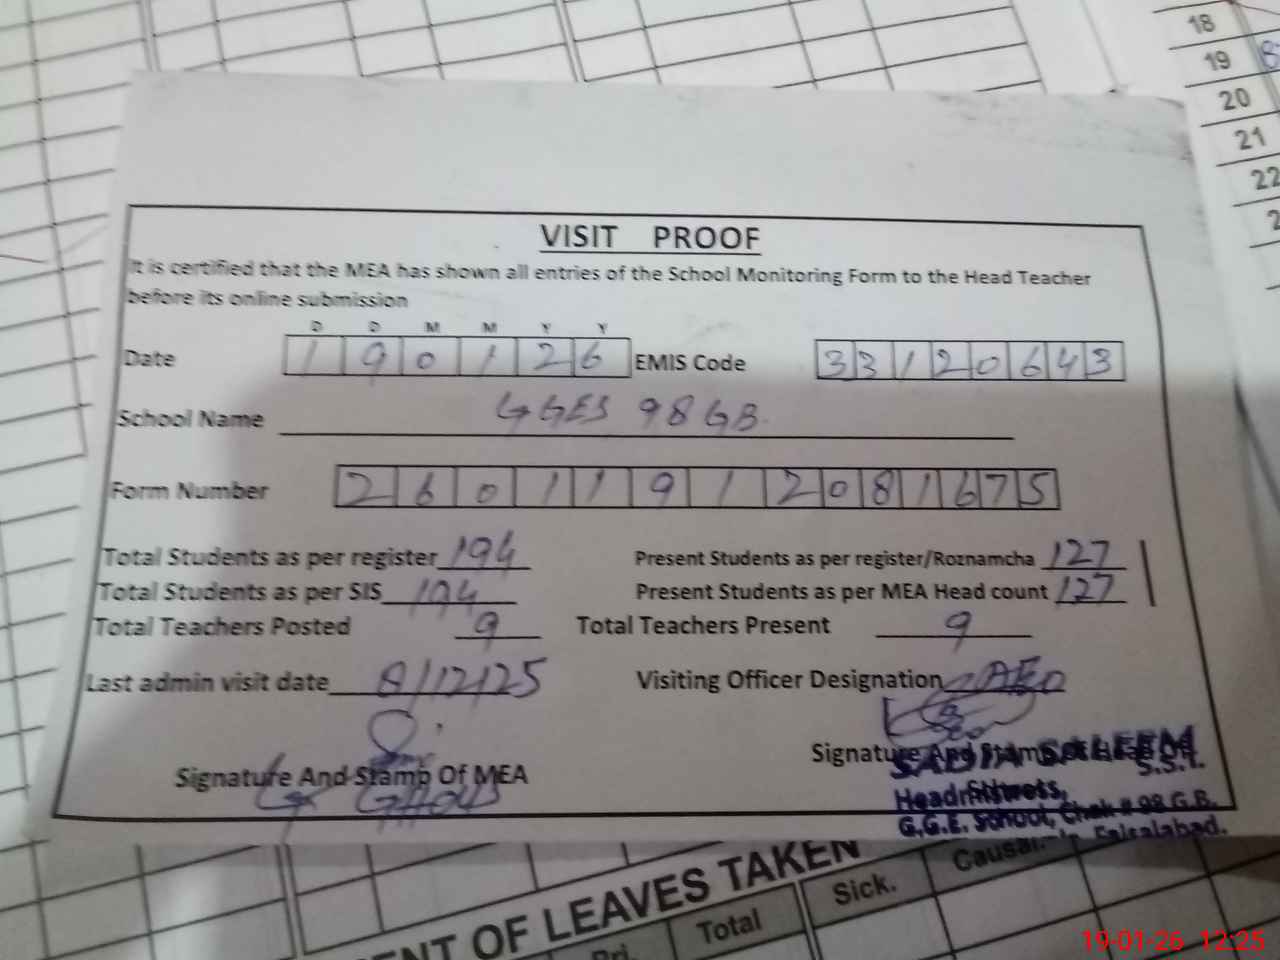 18
19
20
21
22
2
VISIT PROOF
It is certified that the MEA has shown all entries of the School Monitoring Form to the Head Teacher
before its online submission
D D M M Y Y
Date 1 9 0 1 2 6 EMIS Code 3 3 1 2 0 6 4 3
School Name GGES 98 GB.
Form Number 2 6 0 1 1 9 1 2 0 8 1 6 7 5
Total Students as per register 194 Present Students as per register/Roznamcha 127
Total Students as per SIS 194 Present Students as per MEA Head count 127
Total Teachers Posted 9 Total Teachers Present 9
Last admin visit date 8/12/25 Visiting Officer Designation AEO
Signature And Stamp Of MEA
Signature And Stamp
SADIA SALEEM
S.S.T.
Headmistress,
G.G.E. School, Chak # 98 G.B.
Faisalabad.
OF LEAVES TAKEN
Total Sick. Causal
19-01-26 12:25